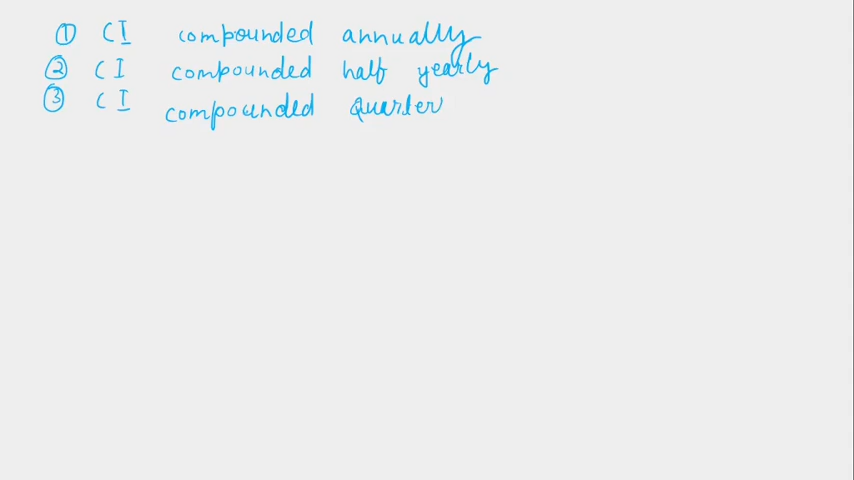 ① CI compounded annually
② CI compounded half yearly
③ CI compounded quarter